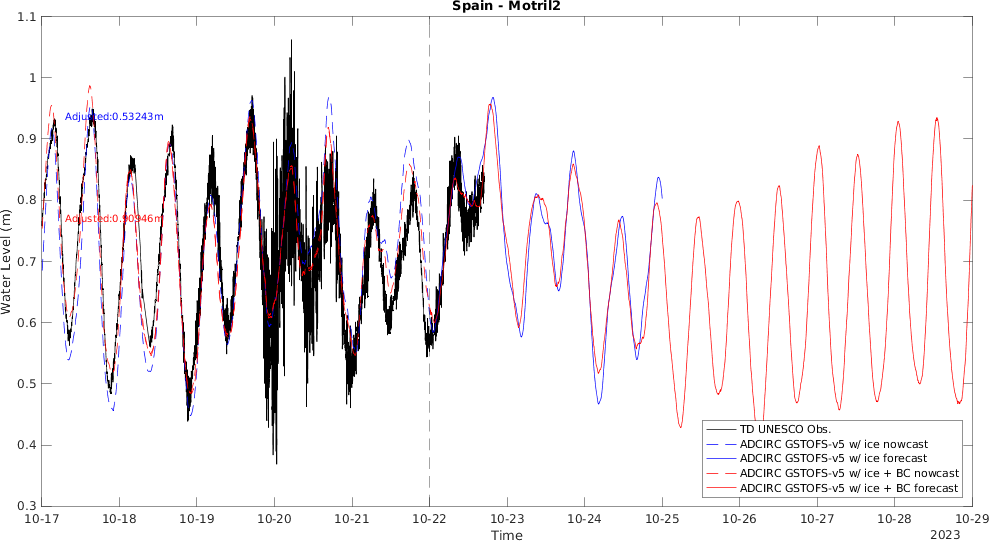 Spain - Motril2
Water Level (m)
1.1
1
0.9
0.8
0.7
0.6
0.5
0.4
0.3
Adjusted:0.53243m
Adjusted:0.90946m
TD UNESCO Obs.
ADCIRC GSTOFS-v5 w/ ice nowcast
ADCIRC GSTOFS-v5 w/ ice forecast
ADCIRC GSTOFS-v5 w/ ice + BC nowcast
ADCIRC GSTOFS-v5 w/ ice + BC forecast
10-17 10-18 10-19 10-20 10-21 10-22 10-23 10-24 10-25 10-26 10-27 10-28 10-29
Time
2023